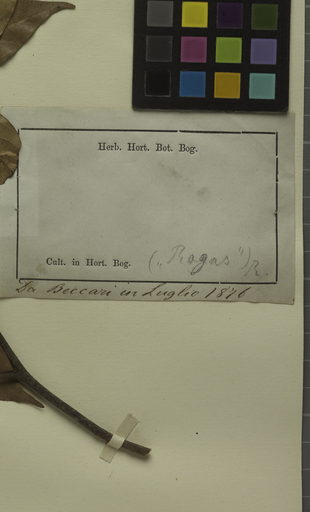 Herb. Hort. Bot. Bog.
Cult. in Hort. Bog. („Rogas") R.
Da Beccari in Luglio 1876